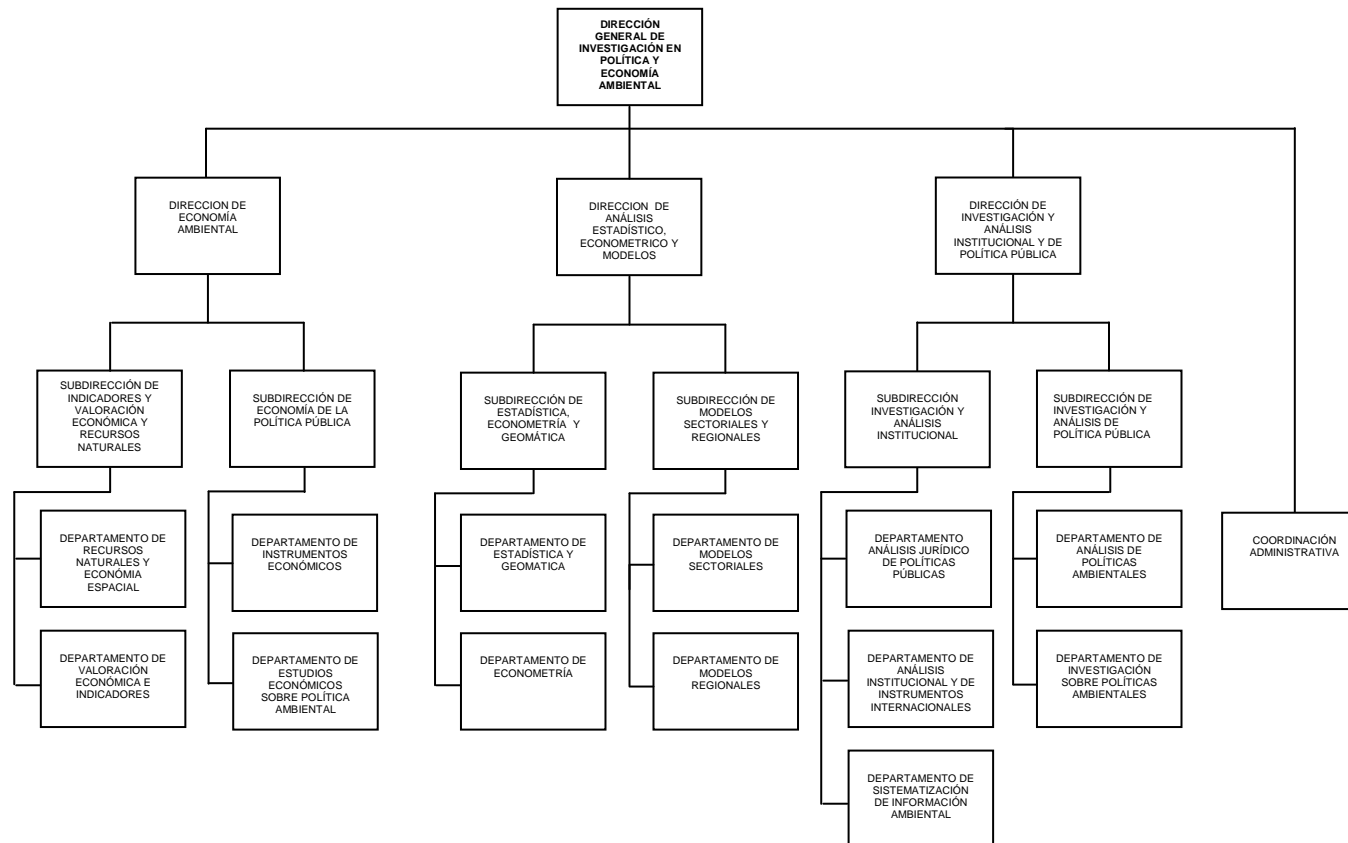 DIRECCIÓN
GENERAL DE
INVESTIGACIÓN EN
POLÍTICA Y
ECONOMÍA
AMBIENTAL
DIRECCION DE
ECONOMÍA
AMBIENTAL
DIRECCION DE
ANÁLISIS
ESTADÍSTICO,
ECONOMETRICO Y
MODELOS
DIRECCIÓN DE
INVESTIGACIÓN Y
ANÁLISIS
INSTITUCIONAL Y DE
POLÍTICA PÚBLICA
SUBDIRECCIÓN DE
INDICADORES Y
VALORACIÓN
ECONÓMICA Y
RECURSOS
NATURALES
SUBDIRECCIÓN DE
ECONOMÍA DE LA
POLÍTICA PÚBLICA
SUBDIRECCIÓN DE
ESTADÍSTICA,
ECONOMETRÍA Y
GEOMÁTICA
SUBDIRECCIÓN DE
MODELOS
SECTORIALES Y
REGIONALES
SUBDIRECCIÓN
INVESTIGACIÓN Y
ANÁLISIS
INSTITUCIONAL
SUBDIRECCIÓN DE
INVESTIGACIÓN Y
ANÁLISIS DE
POLÍTICA PÚBLICA
DEPARTAMENTO DE
RECURSOS
NATURALES Y
ECONÓMIA
ESPACIAL
DEPARTAMENTO DE
INSTRUMENTOS
ECONÓMICOS
DEPARTAMENTO DE
ESTADÍSTICA Y
GEOMATICA
DEPARTAMENTO DE
MODELOS
SECTORIALES
DEPARTAMENTO
ANÁLISIS JURÍDICO
DE POLÍTICAS
PÚBLICAS
DEPARTAMENTO DE
ANÁLISIS DE
POLÍTICAS
AMBIENTALES
COORDINACIÓN
ADMINISTRATIVA
DEPARTAMENTO DE
VALORACIÓN
ECONÓMICA E
INDICADORES
DEPARTAMENTO DE
ESTUDIOS
ECONÓMICOS
SOBRE POLÍTICA
AMBIENTAL
DEPARTAMENTO DE
ECONOMETRÍA
DEPARTAMENTO DE
MODELOS
REGIONALES
DEPARTAMENTO DE
ANÁLISIS
INSTITUCIONAL Y DE
INSTRUMENTOS
INTERNACIONALES
DEPARTAMENTO DE
INVESTIGACIÓN
SOBRE POLÍTICAS
AMBIENTALES
DEPARTAMENTO DE
SISTEMATIZACIÓN
DE INFORMACIÓN
AMBIENTAL